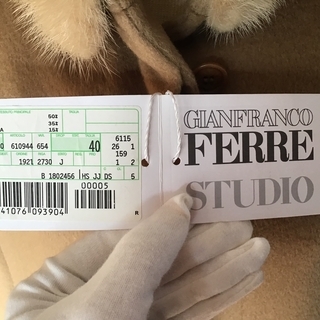 50%
35%
A
TAGLIA
6115
610944 654
40
26 1
159
1921 2730 J
1 2
B 1802456 HS JJ DS 5
00005
41076 093904
R
GIANFRANCO
FERRE
STUDIO